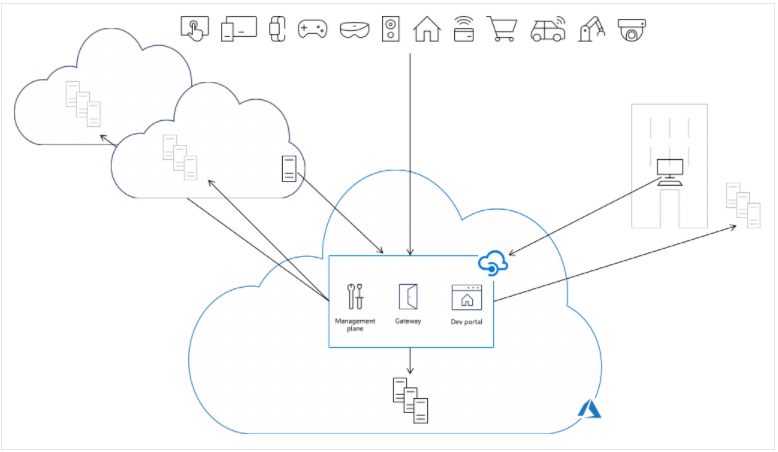 Management
plane
Gateway
Dev portal